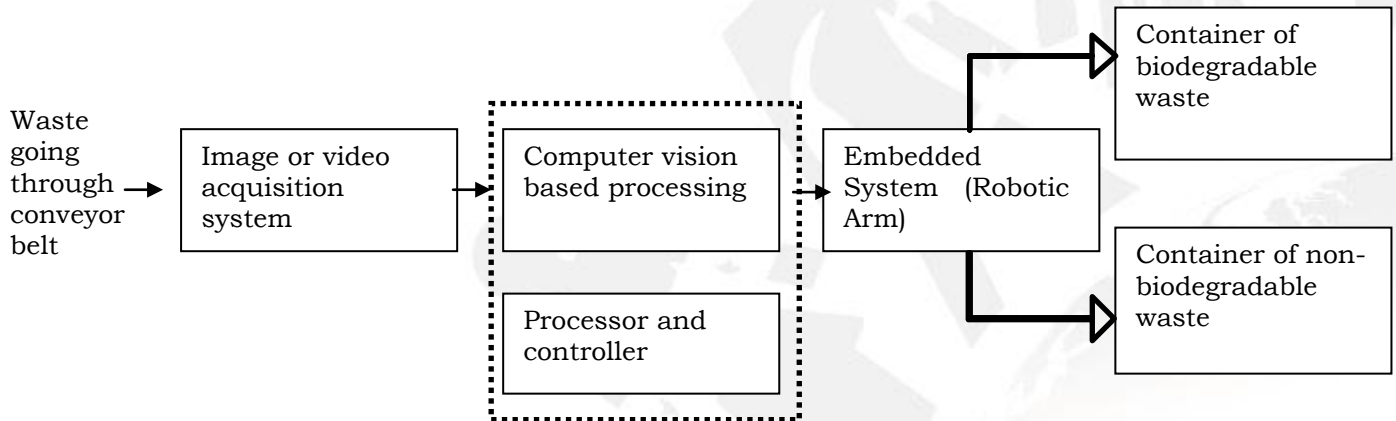 Waste
going
through
conveyor
belt
Image or video
acquisition
system
Computer vision
based processing
Processor and
controller
Embedded
System (Robotic
Arm)
Container of
biodegradable
waste
Container of non-
biodegradable
waste